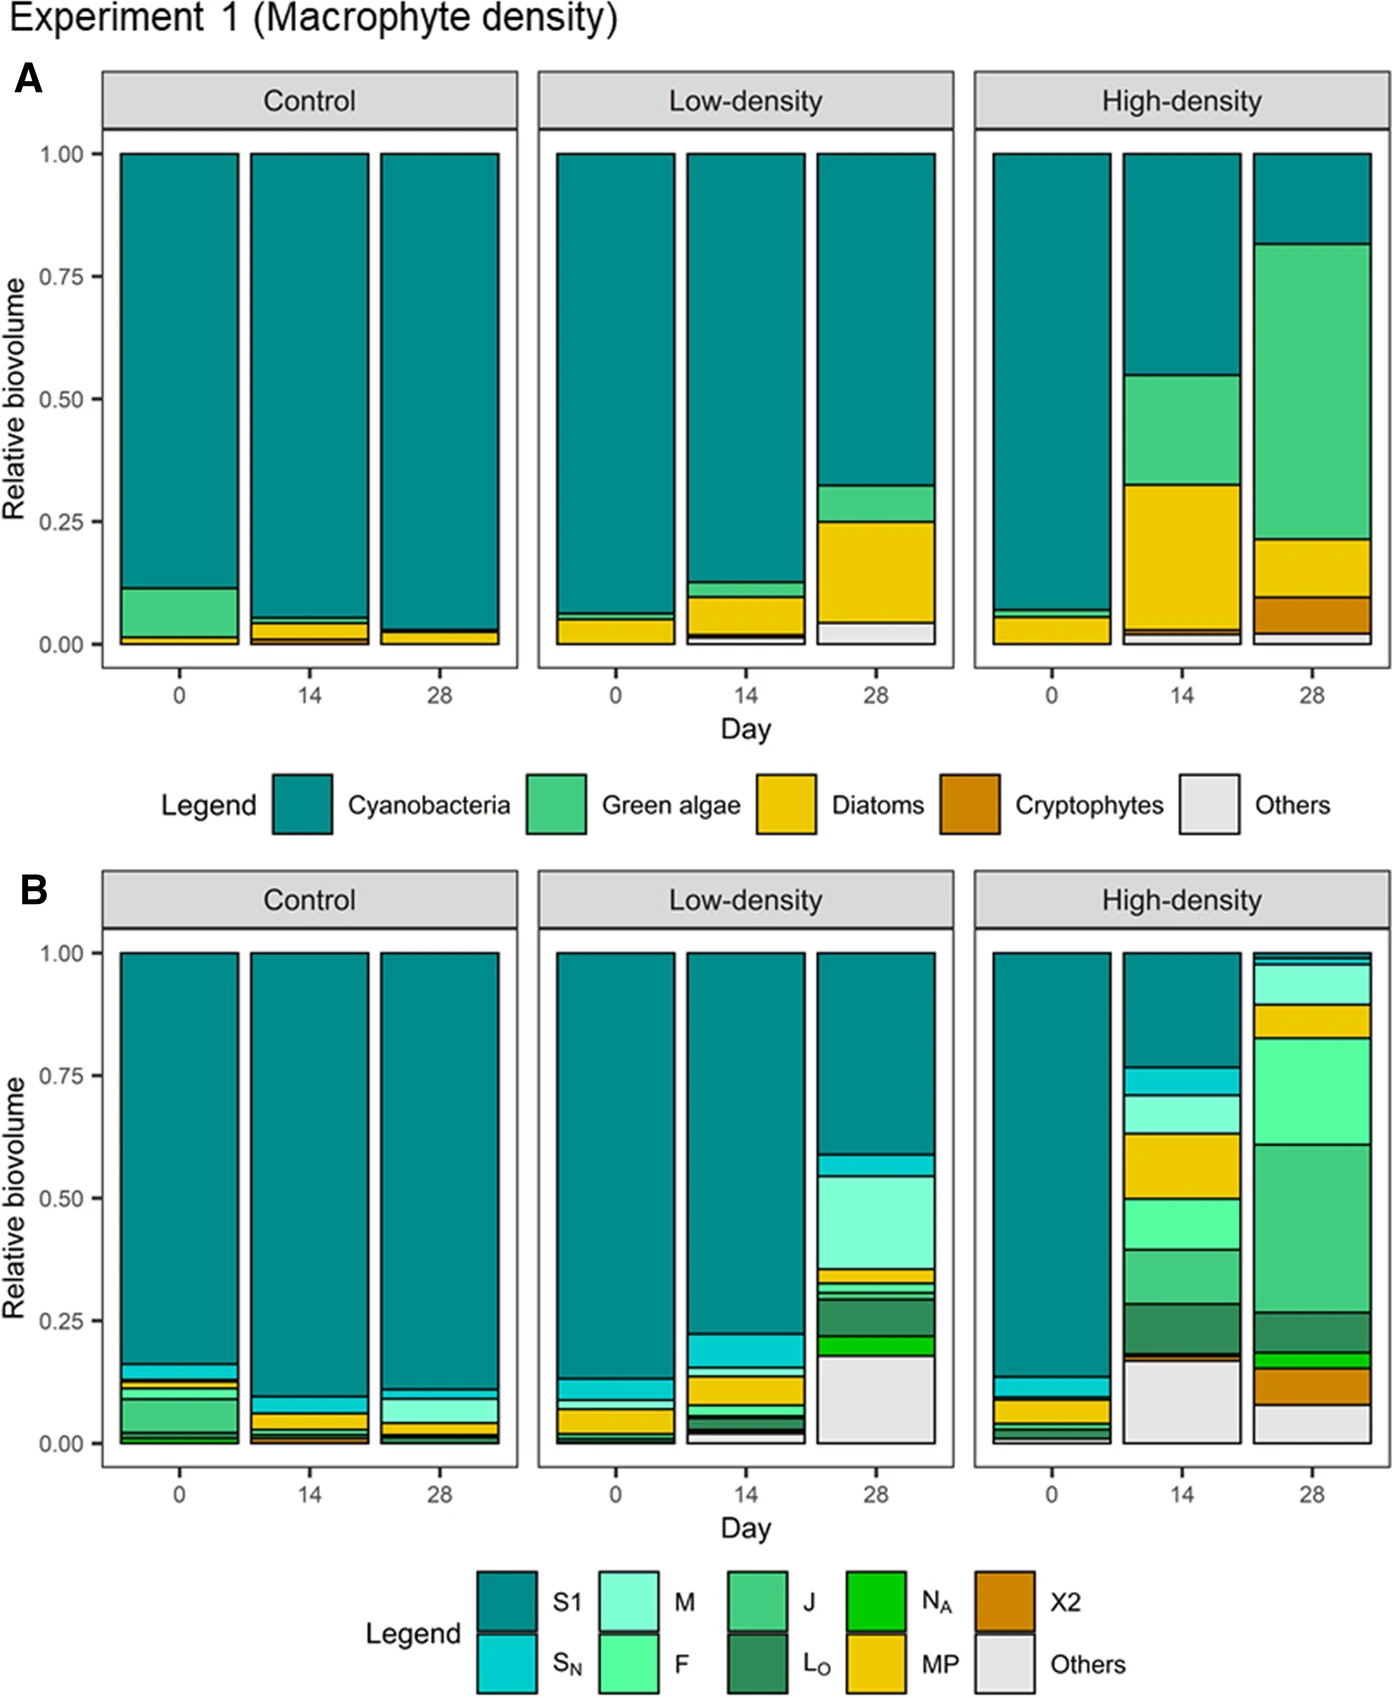 Experiment 1 (Macrophyte density)
A
Control Low-density High-density
1.00
0.75
0.50
0.25
0.00
Relative biovolume
0 14 28 0 14 28 0 14 28
Day
Legend Cyanobacteria Green algae Diatoms Cryptophytes Others
B
Control Low-density High-density
1.00
0.75
0.50
0.25
0.00
Relative biovolume
0 14 28 0 14 28 0 14 28
Day
Legend
S1 M J NA X2
SN F LO MP Others